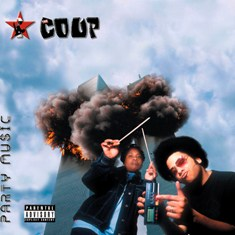 COUP
PARTY MUSIC
PARENTAL
ADVISORY
EXPLICIT CONTENT